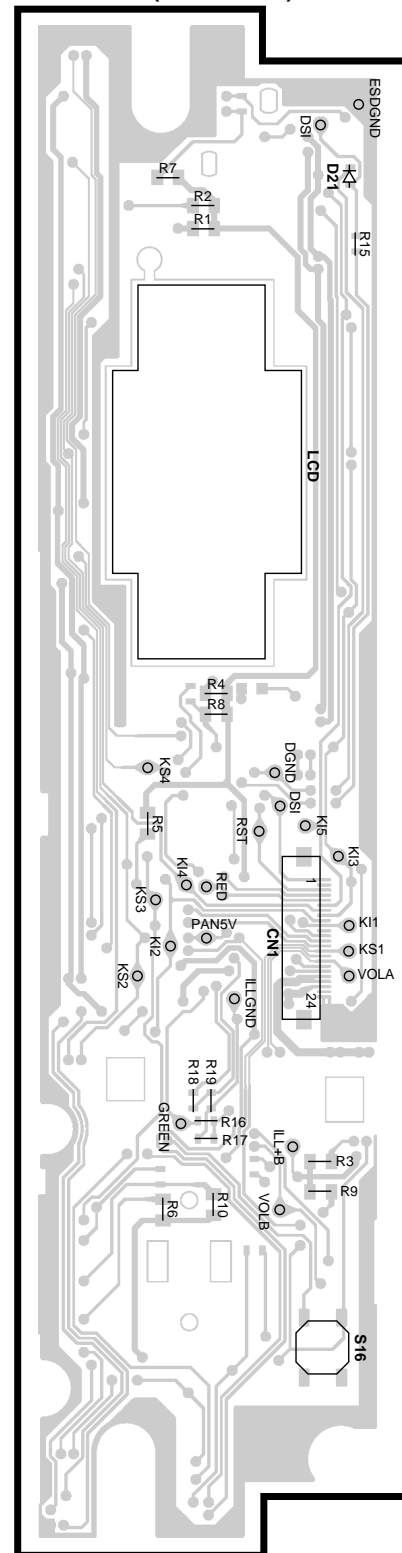 ESDGND
DSI
D21
R7
R2
R1
R15
LCD
R4
R8
KS4
DGND
DSI
R5
RST
KI5
KI3
KI4
RED
1
KS3
PAN5V
CN1
KI1
KI2
KS1
KS2
VOLA
ILLGND
24
R18
R19
GREEN
R16
R17
ILL+B
R3
R9
R6
R10
VOLB
S16